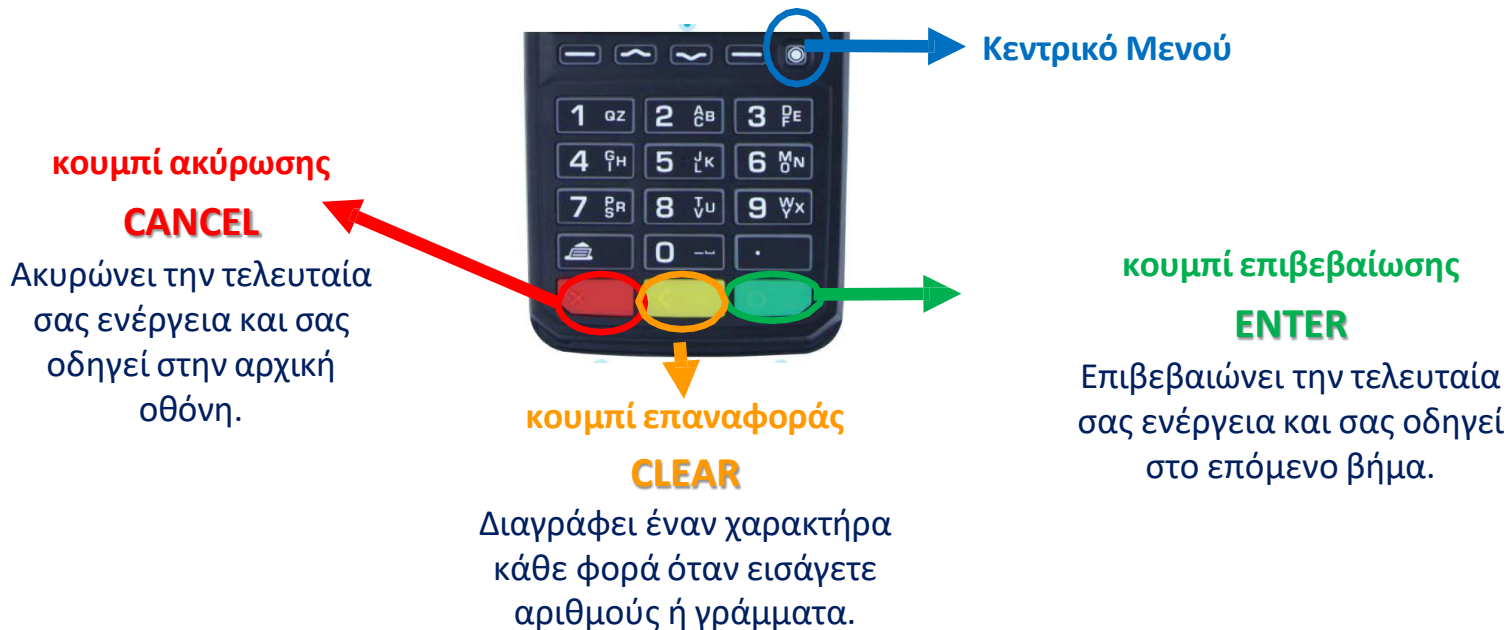 Κεντρικό Μενού
1 QZ 2 ABC 3 DEF
4 GHI 5 JKL 6 MNO
7 PRS 8 TUV 9 WXY
0 .
κουμπί ακύρωσης
CANCEL
Ακυρώνει την τελευταία
σας ενέργεια και σας
οδηγεί στην αρχική
οθόνη.
κουμπί επαναφοράς
CLEAR
Διαγράφει έναν χαρακτήρα
κάθε φορά όταν εισάγετε
αριθμούς ή γράμματα.
κουμπί επιβεβαίωσης
ENTER
Επιβεβαιώνει την τελευταία
σας ενέργεια και σας οδηγεί
στο επόμενο βήμα.